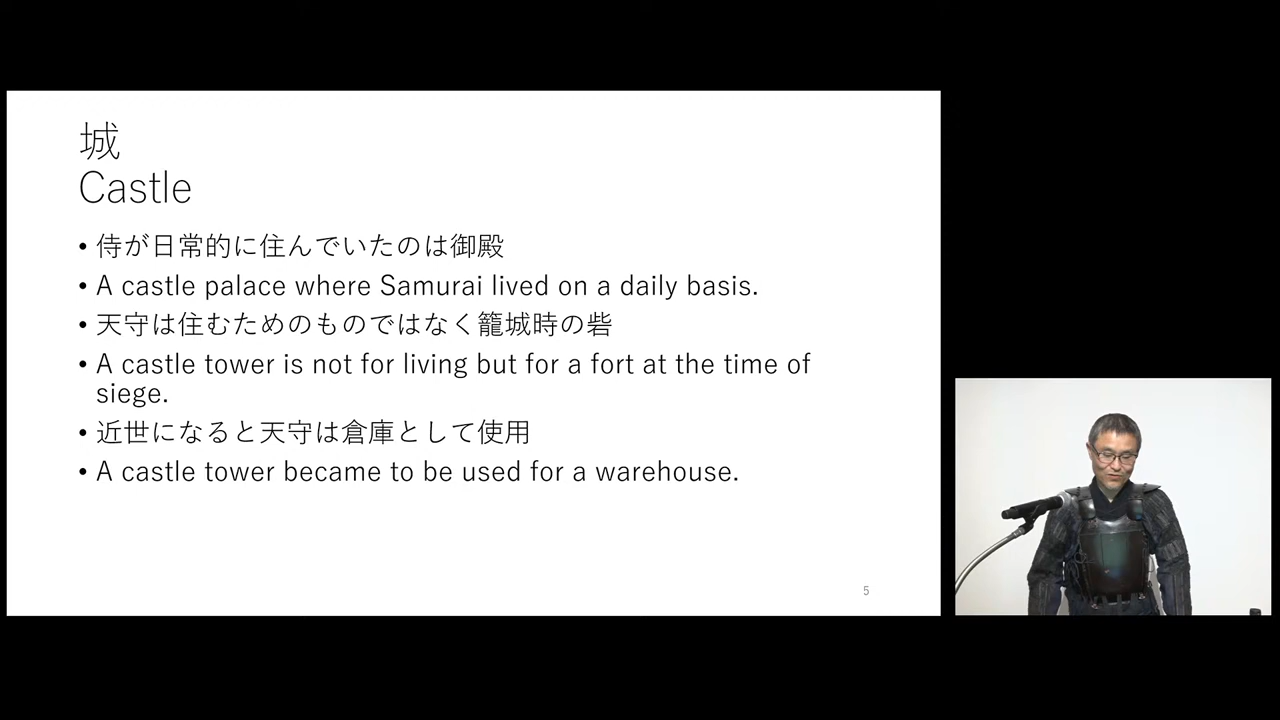 城
Castle
• 侍が日常的に住んでいたのは御殿
• A castle palace where Samurai lived on a daily basis.
• 天守は住むためのものではなく籠城時の砦
• A castle tower is not for living but for a fort at the time of
siege.
• 近世になると天守は倉庫として使用
• A castle tower became to be used for a warehouse.
5